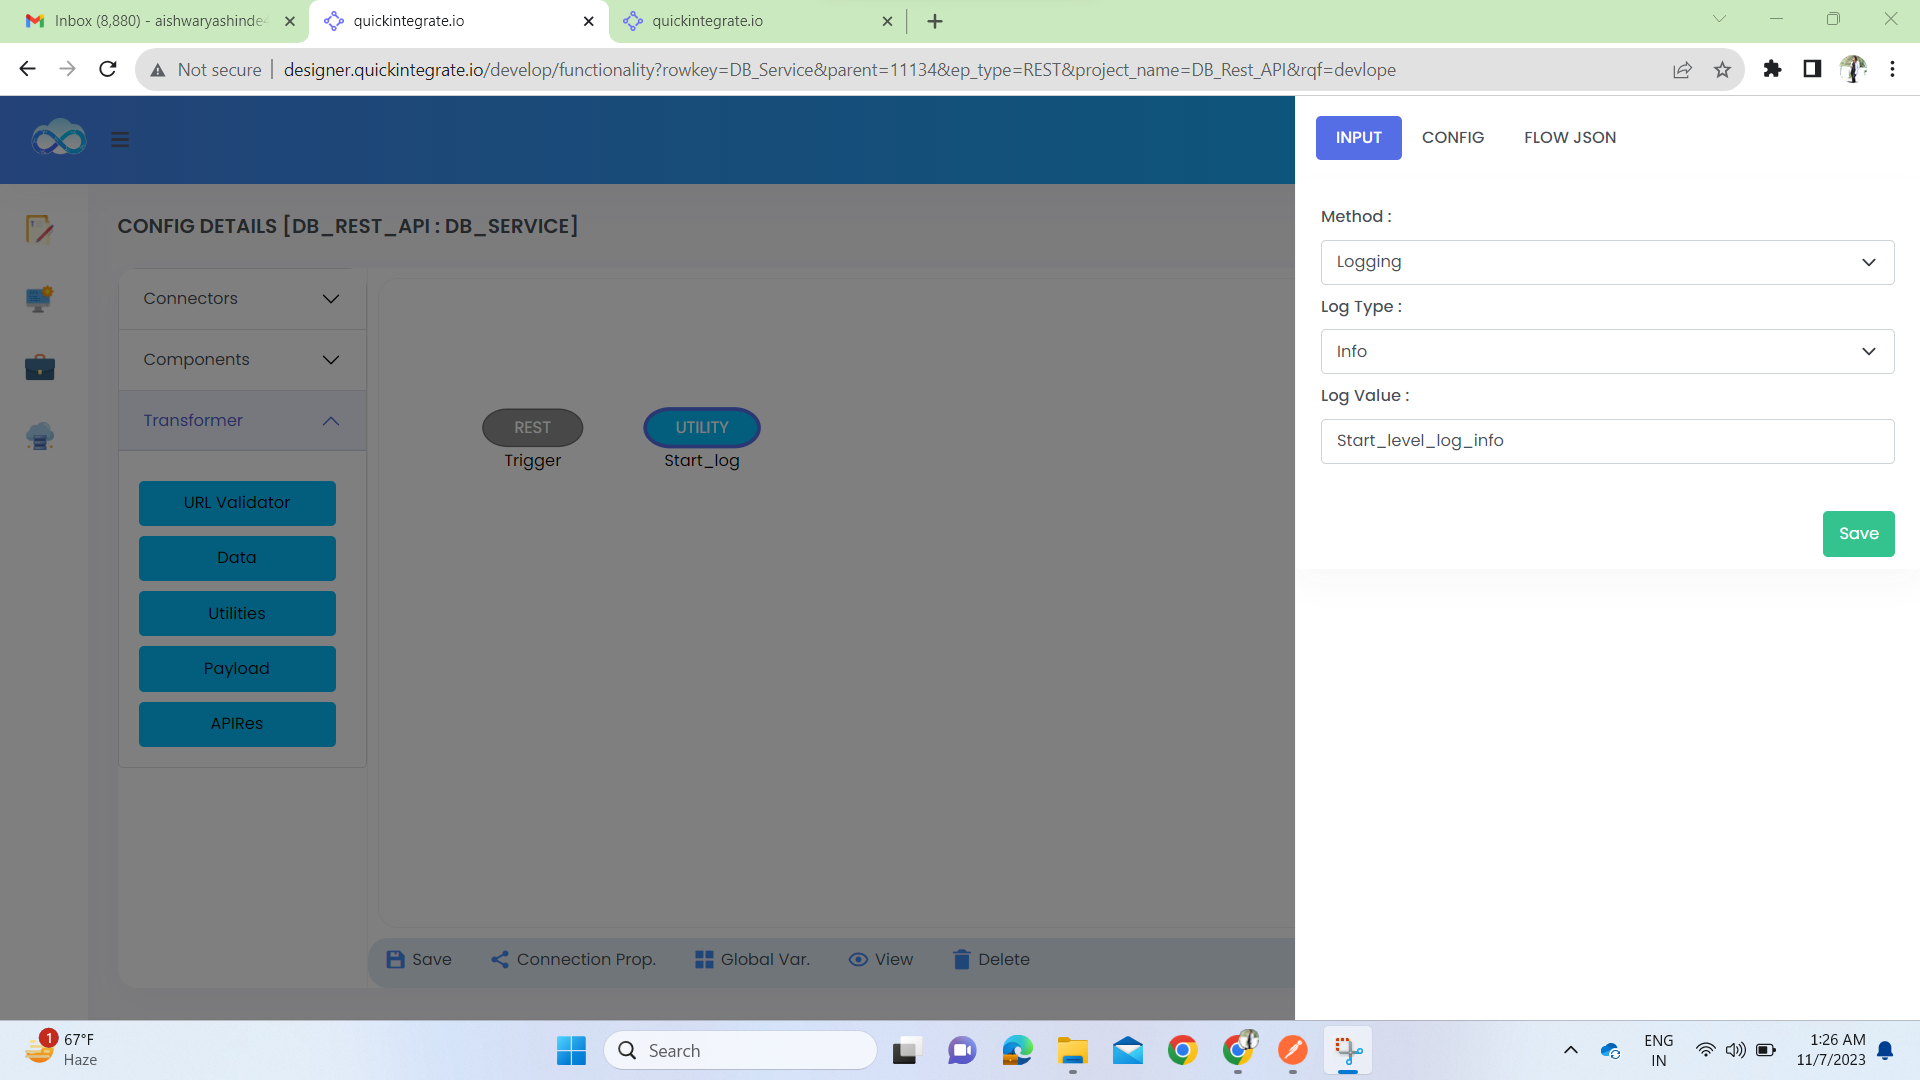 Inbox (8,880) - aishwaryashinde
quickintegrate.io
quickintegrate.io
Not secure
designer.quickintegrate.io/develop/functionality?rowkey=DB_Service&parent=11134&ep_type=REST&project_name=DB_Rest_API&rqf=devlope
INPUT
CONFIG
FLOW JSON
CONFIG DETAILS [DB_REST_API : DB_SERVICE]
Connectors
Components
Transformer
URL Validator
Data
Utilities
Payload
APIRes
REST
Trigger
UTILITY
Start_log
Method :
Logging
Log Type :
Info
Log Value :
Start_level_log_info
Save
Save
Connection Prop.
Global Var.
View
Delete
1
67°F
Haze
Search
ENG
IN
1:26 AM
11/7/2023